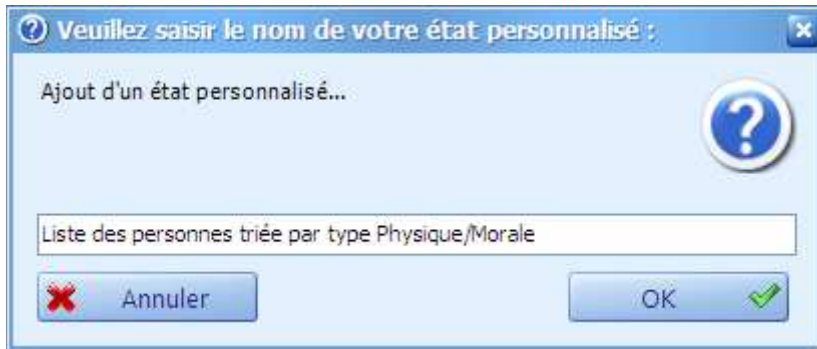 Veuillez saisir le nom de votre état personnalisé :
Ajout d'un état personnalisé...
Liste des personnes triée par type Physique/Morale
Annuler
OK